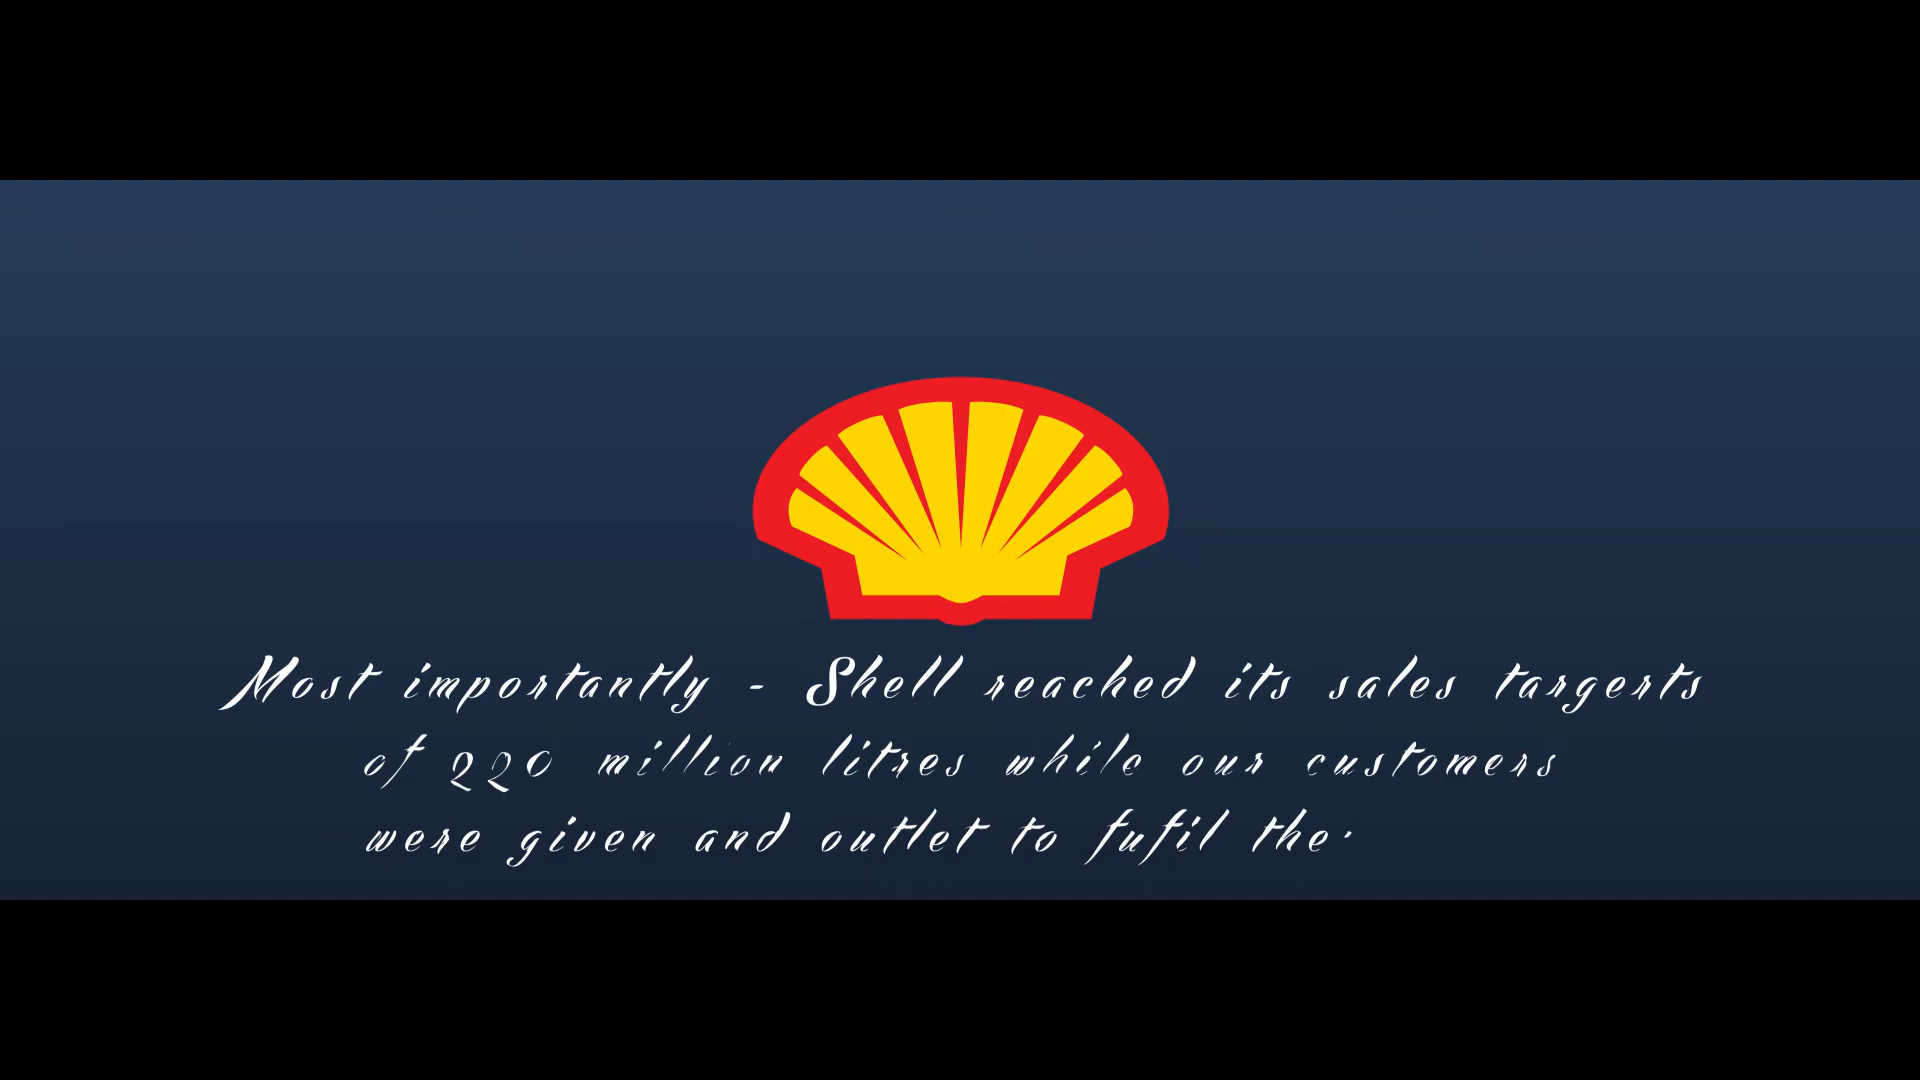 Most importantly - Shell reached its sales targerts
of 220 million litres while our customers
were given and outlet to fufil the